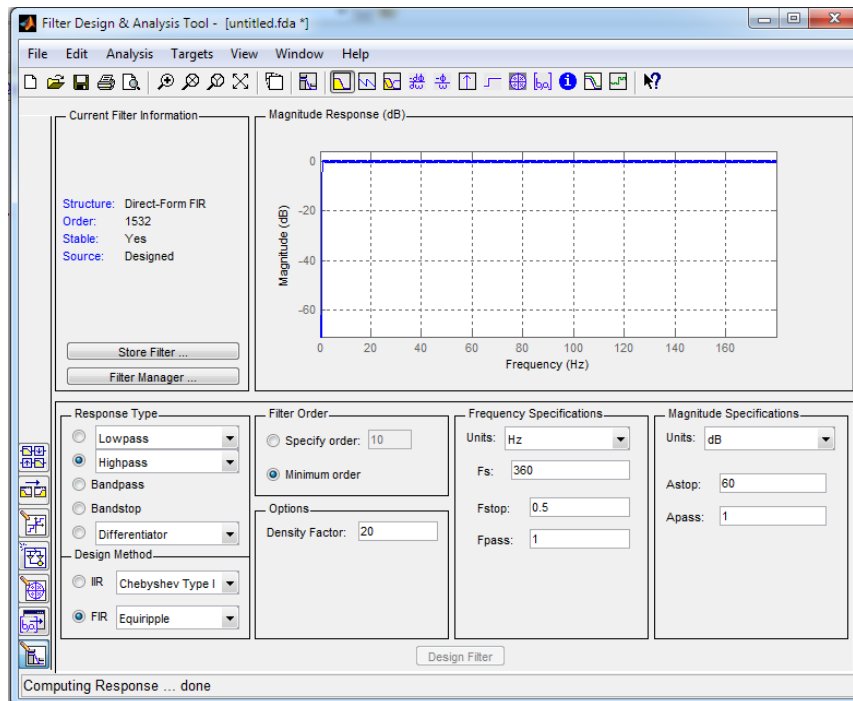 Filter Design & Analysis Tool - [untitled.fda *]
File Edit Analysis Targets View Window Help
Current Filter Information
Structure: Direct-Form FIR
Order: 1532
Stable: Yes
Source: Designed
Store Filter ...
Filter Manager ...
Magnitude Response (dB)
Magnitude (dB)
0
-20
-40
-60
0 20 40 60 80 100 120 140 160
Frequency (Hz)
Response Type
Lowpass
Highpass
Bandpass
Bandstop
Differentiator
Design Method
IIR Chebyshev Type I
FIR Equiripple
Filter Order
Specify order: 10
Minimum order
Options
Density Factor: 20
Frequency Specifications
Units: Hz
Fs: 360
Fstop: 0.5
Fpass: 1
Magnitude Specifications
Units: dB
Astop: 60
Apass: 1
Design Filter
Computing Response ... done